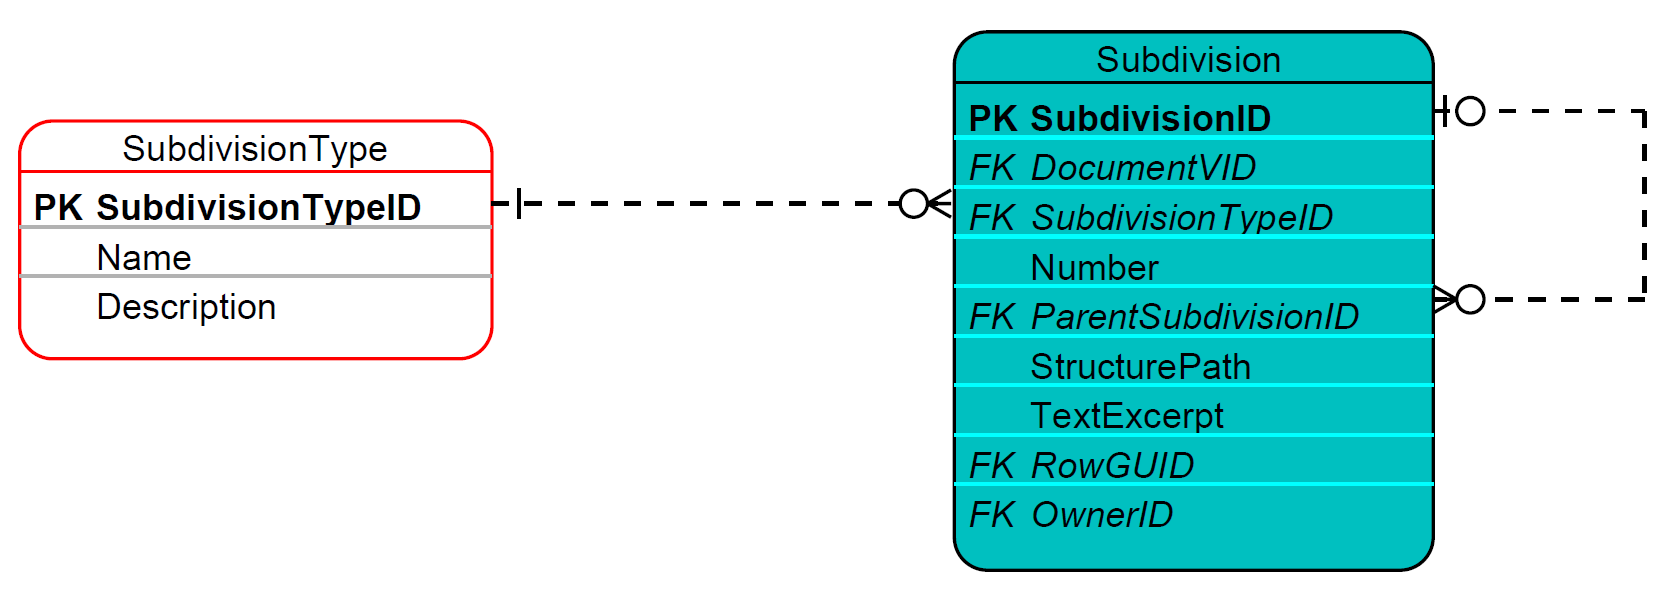 SubdivisionType
PK SubdivisionTypeID
Name
Description
Subdivision
PK SubdivisionID
FK DocumentVID
FK SubdivisionTypeID
Number
FK ParentSubdivisionID
StructurePath
TextExcerpt
FK RowGUID
FK OwnerID